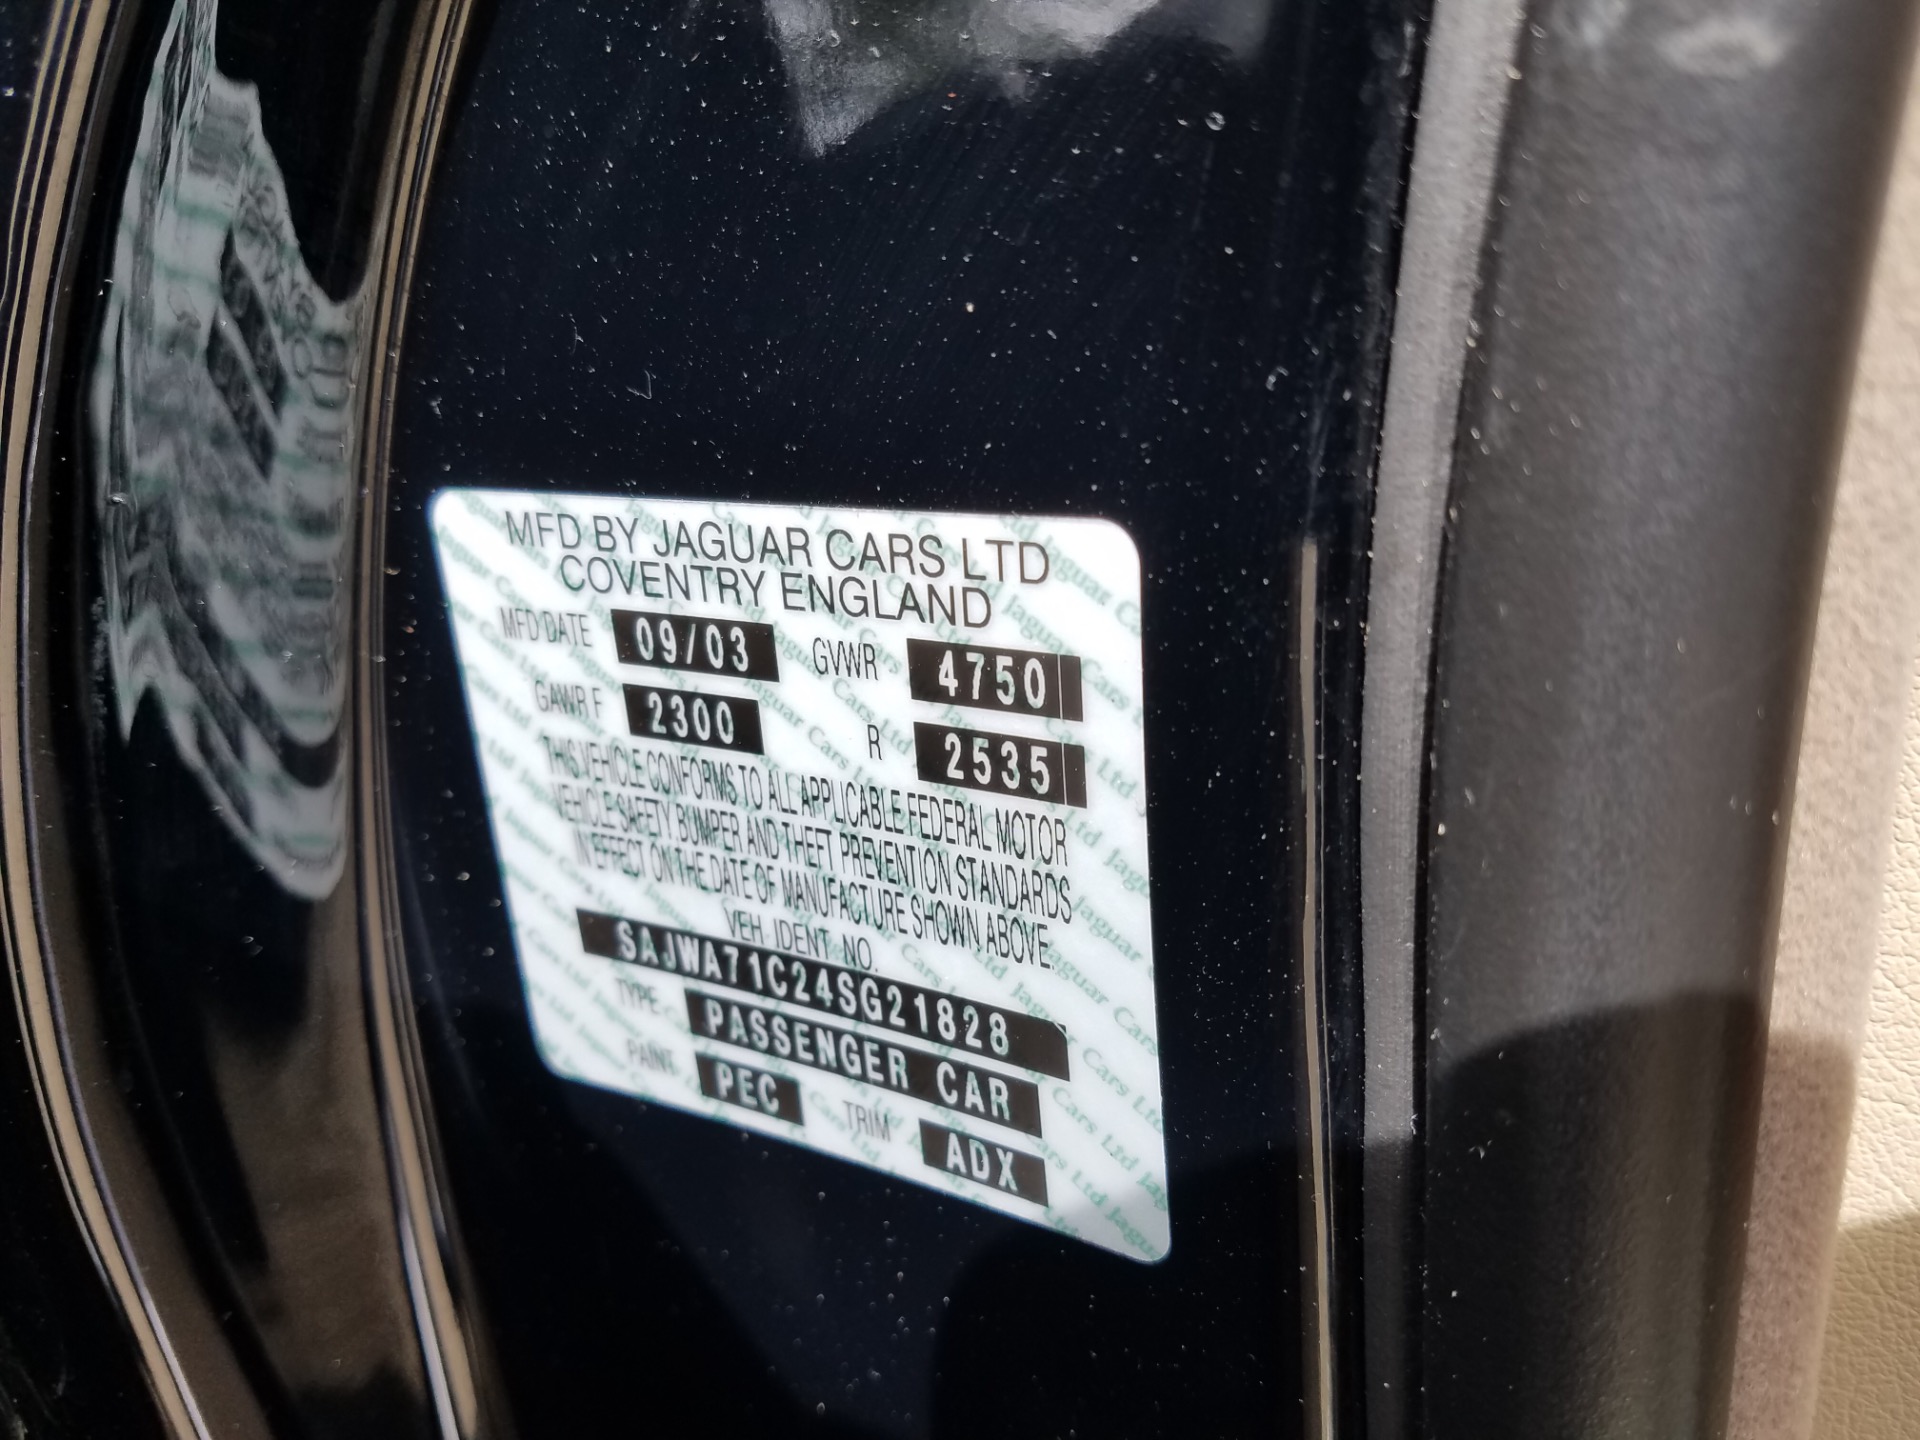 MFD BY JAGUAR CARS LTD
COVENTRY ENGLAND
MFD DATE 09/03 GVWR 4750
GAWR F 2300 R 2535
THIS VEHICLE CONFORMS TO ALL APPLICABLE FEDERAL MOTOR
VEHICLE SAFETY BUMPER AND THEFT PREVENTION STANDARDS
IN EFFECT ON THE DATE OF MANUFACTURE SHOWN ABOVE.
VEH. IDENT. NO.
SAJWA71C24SG21828
TYPE PASSENGER CAR
PAINT PEC TRIM ADX